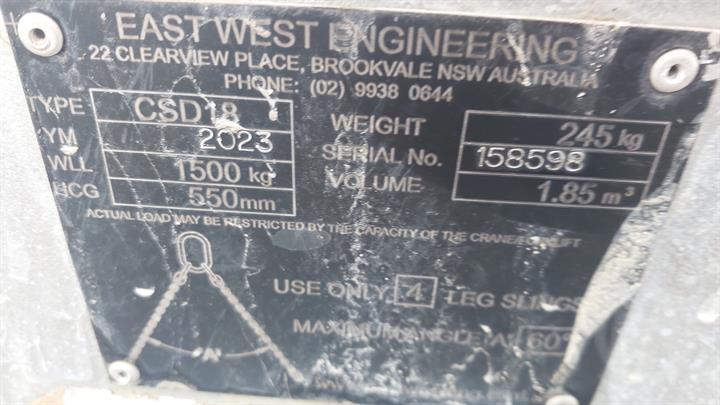 EAST WEST ENGINEERING
22 CLEARVIEW PLACE, BROOKVALE NSW AUSTRALIA
PHONE: (02) 9938 0644
TYPE CSD18 WEIGHT 245 kg
YM 2023 SERIAL No. 158598
WLL 1500 kg VOLUME 1.85 m³
HCG 550mm
ACTUAL LOAD MAY BE RESTRICTED BY THE CAPACITY OF THE CRANE/FORKLIFT
USE ONLY 4 LEG SLINGS
MAXIMUM ANGLE 'A' 60°
'A'